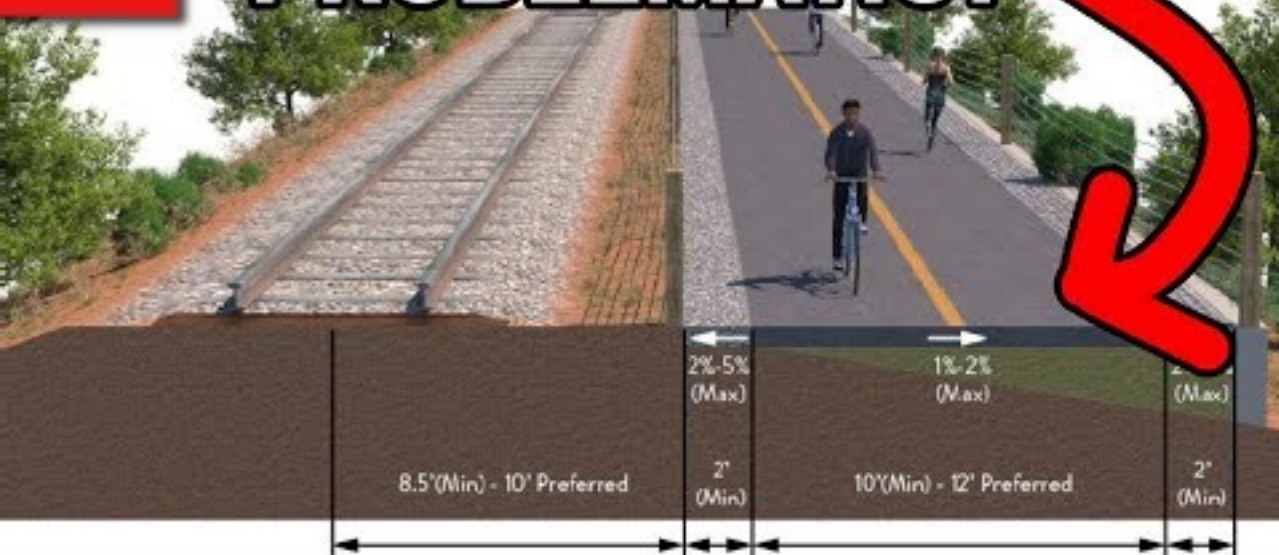 PROBLEMATIC?
2%-5%
(Max)
1%-2%
(Max)
(Max)
8.5'(Min) - 10' Preferred
2'
(Min)
10'(Min) - 12' Preferred
2'
(Min)